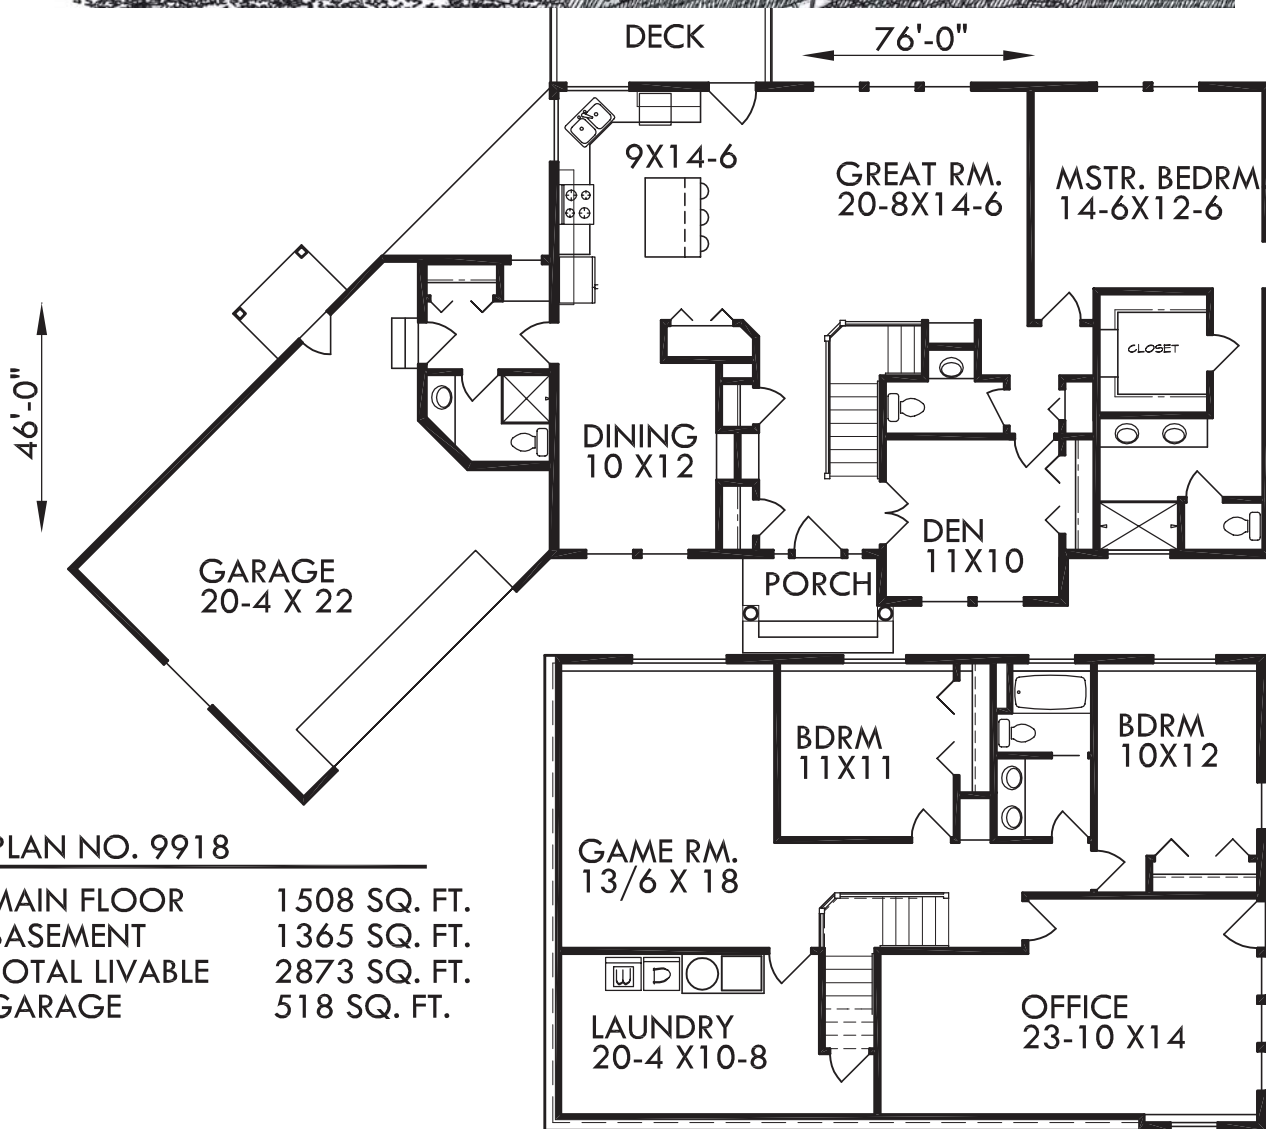 DECK
76'-0"
9X14-6
GREAT RM.
20-8X14-6
MSTR. BEDRM
14-6X12-6
CLOSET
46'-0"
DINING
10 X12
DEN
11X10
GARAGE
20-4 X 22
PORCH
BDRM
11X11
BDRM
10X12
GAME RM.
13/6 X 18
LAUNDRY
20-4 X10-8
W
D
OFFICE
23-10 X14
PLAN NO. 9918
MAIN FLOOR 1508 SQ. FT.
BASEMENT 1365 SQ. FT.
TOTAL LIVABLE 2873 SQ. FT.
GARAGE 518 SQ. FT.